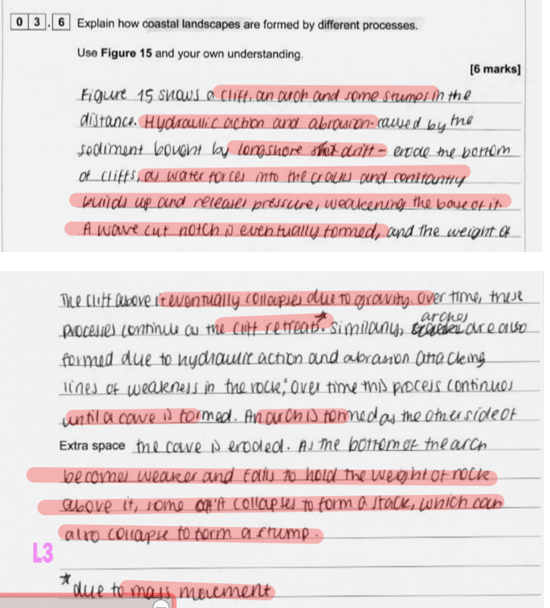 0 3 . 6 Explain how coastal landscapes are formed by different processes.
Use Figure 15 and your own understanding.
[6 marks]
Figure 15 shows a cliff, an arch and some stumps in the
distance. Hydraulic action and abrasion - caused by the
sediment bought by longshore drift - erode the bottom
of cliffs, as water forces into the cracks and constantly
builds up and releases pressure, weakening the base of it.
A wave cut notch is eventually formed, and the weight of
the cliff above it eventually collapses due to gravity. Over time, these
processes continue as the cliff retreats*. Similarly, arches are also
formed due to hydraulic action and abrasion attacking
lines of weakness in the rock; over time this process continues
until a cave is formed. An arch is formed as the other side of
Extra space the cave is eroded. As the bottom of the arch
becomes weaker and fails to hold the weight of rock
above it, some of it collapses to form a stack, which can
also collapse to form a stump.
L3
*due to mass movement